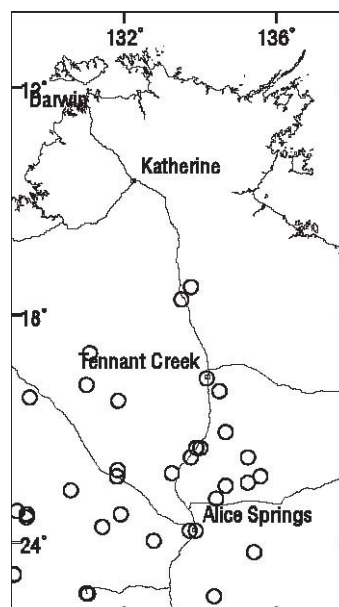 132° 136°
12°
Darwin
Katherine
18°
Tennant Creek
Alice Springs
24°